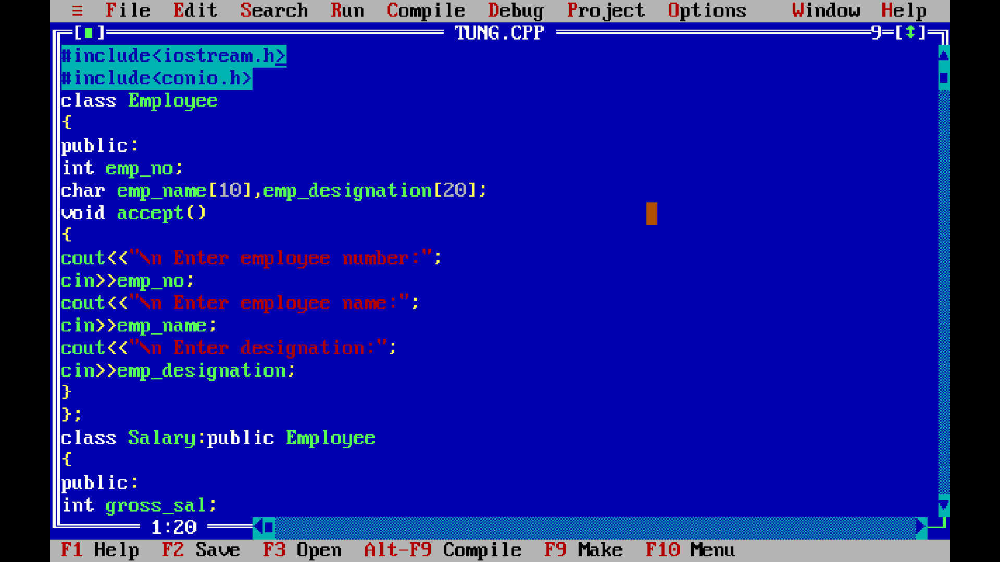 ≡ File Edit Search Run Compile Debug Project Options Window Help
[■] TUNG.CPP 9=[↕]
#include<iostream.h>
#include<conio.h>
class Employee
{
public:
int emp_no;
char emp_name[10],emp_designation[20];
void accept()
{
cout<<"\n Enter employee number:";
cin>>emp_no;
cout<<"\n Enter employee name:";
cin>>emp_name;
cout<<"\n Enter designation:";
cin>>emp_designation;
}
};
class Salary:public Employee
{
public:
int gross_sal;
1:20
F1 Help F2 Save F3 Open Alt-F9 Compile F9 Make F10 Menu